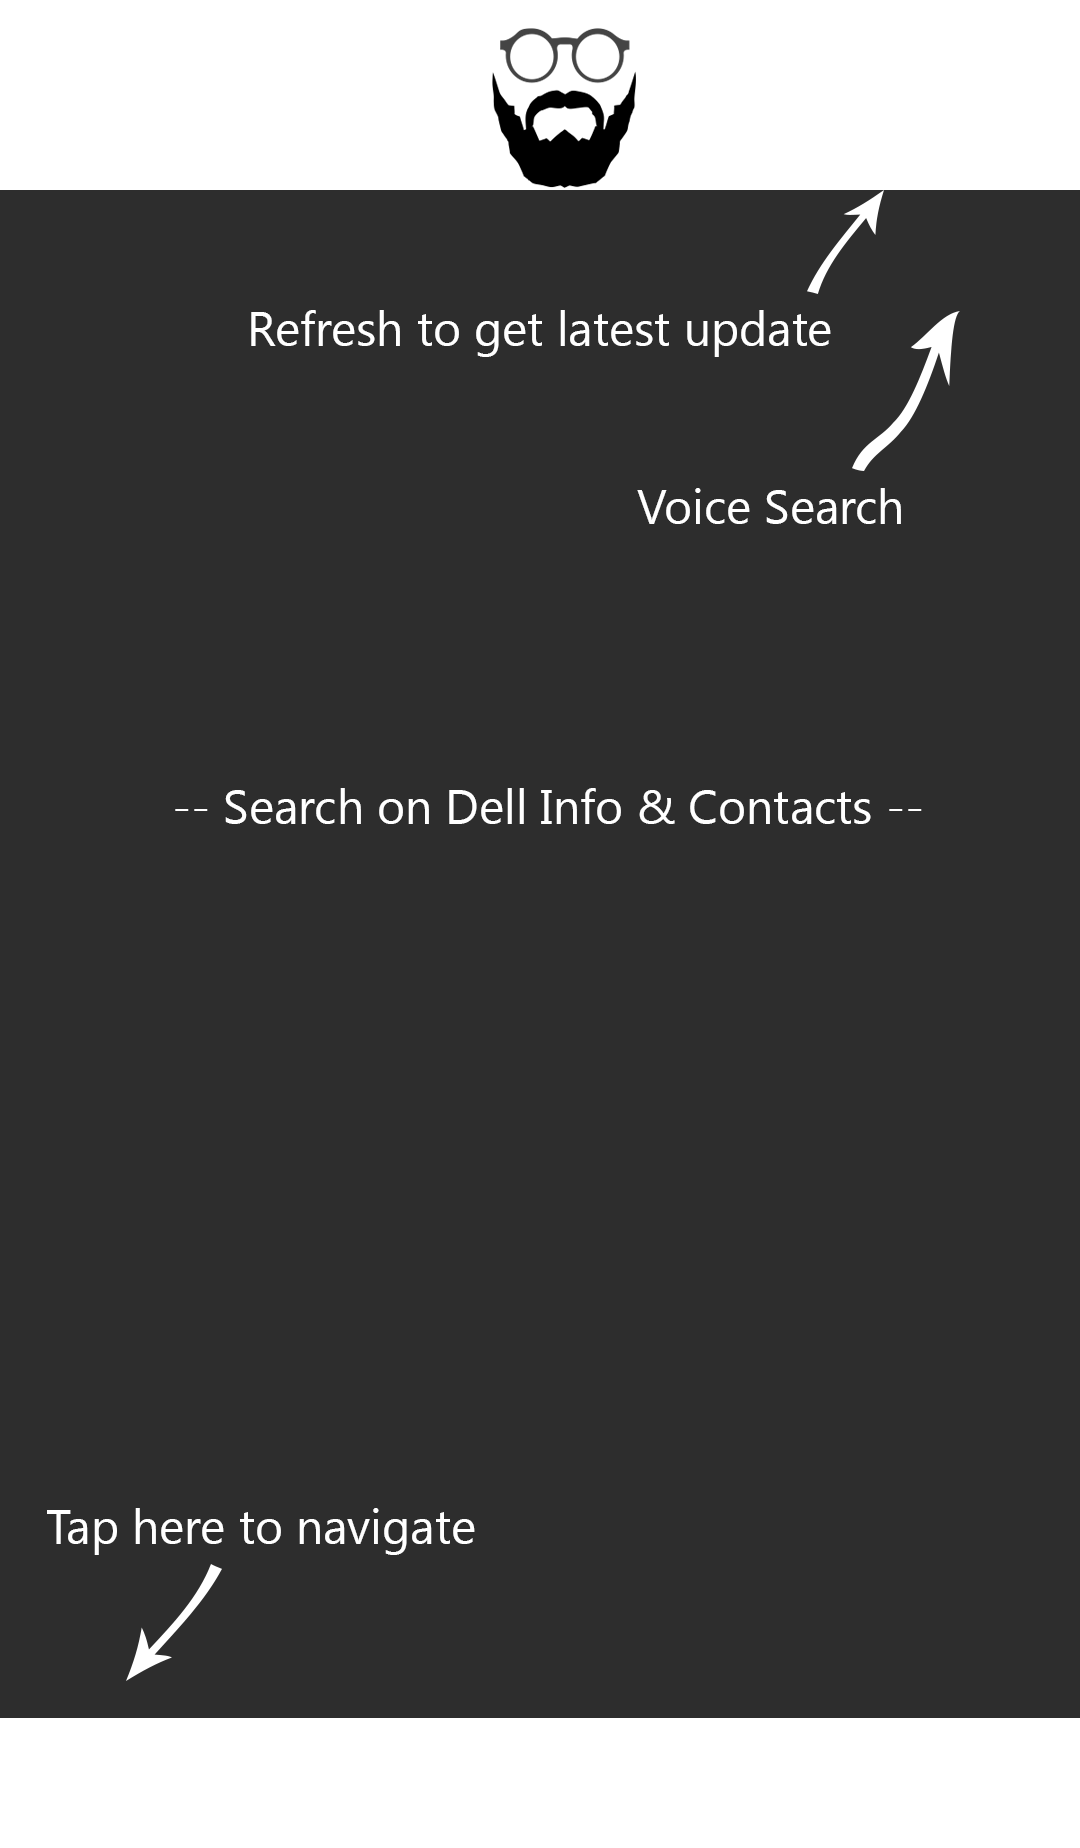 Refresh to get latest update
Voice Search
-- Search on Dell Info & Contacts --
Tap here to navigate